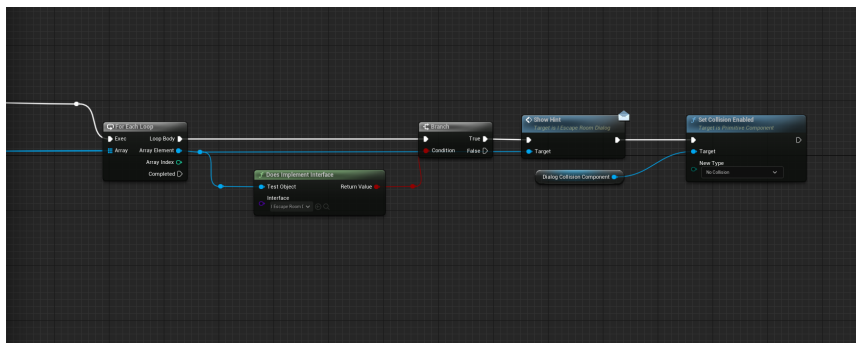 For Each Loop
Exec Loop Body
Array Array Element
Array Index
Completed
Does Implement Interface
Test Object Return Value
Interface
I Escape Room I
Branch
True
Condition False
Show Hint
Target is I Escape Room Dialog
Target
Dialog Collision Component
Set Collision Enabled
Target is Primitive Component
Target
New Type
No Collision